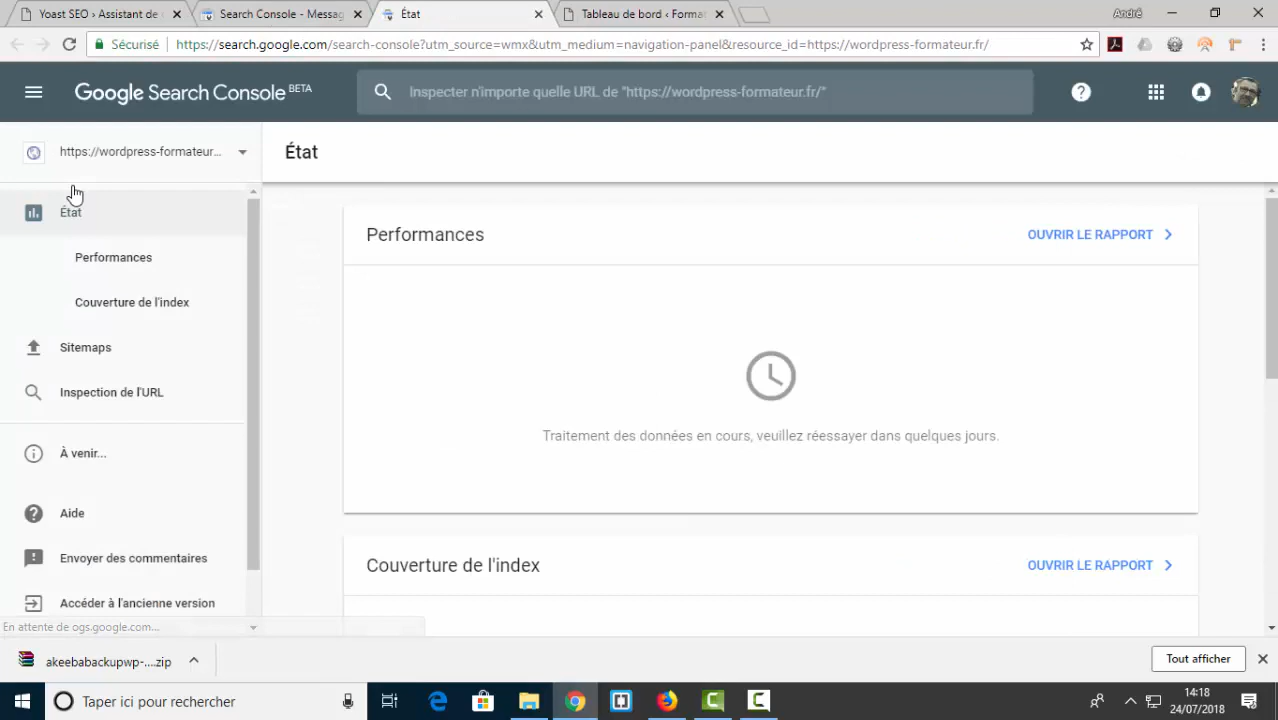 Yoast SEO > Assistant de
Search Console - Messag
État
Tableau de bord ‹ Format
André
Sécurisé
https://search.google.com/search-console?utm_source=wmx&utm_medium=navigation-panel&resource_id=https://wordpress-formateur.fr/
Google Search Console BETA
Inspecter n'importe quelle URL de "https://wordpress-formateur.fr/"
https://wordpress-formateur...
État
État
Performances
OUVRIR LE RAPPORT
Performances
Couverture de l'index
Sitemaps
Inspection de l'URL
Traitement des données en cours, veuillez réessayer dans quelques jours.
À venir...
Aide
Envoyer des commentaires
Couverture de l'index
OUVRIR LE RAPPORT
Accéder à l'ancienne version
En attente de ogs.google.com...
akeebabackupwp-....zip
Tout afficher
Taper ici pour rechercher
14:18
24/07/2018